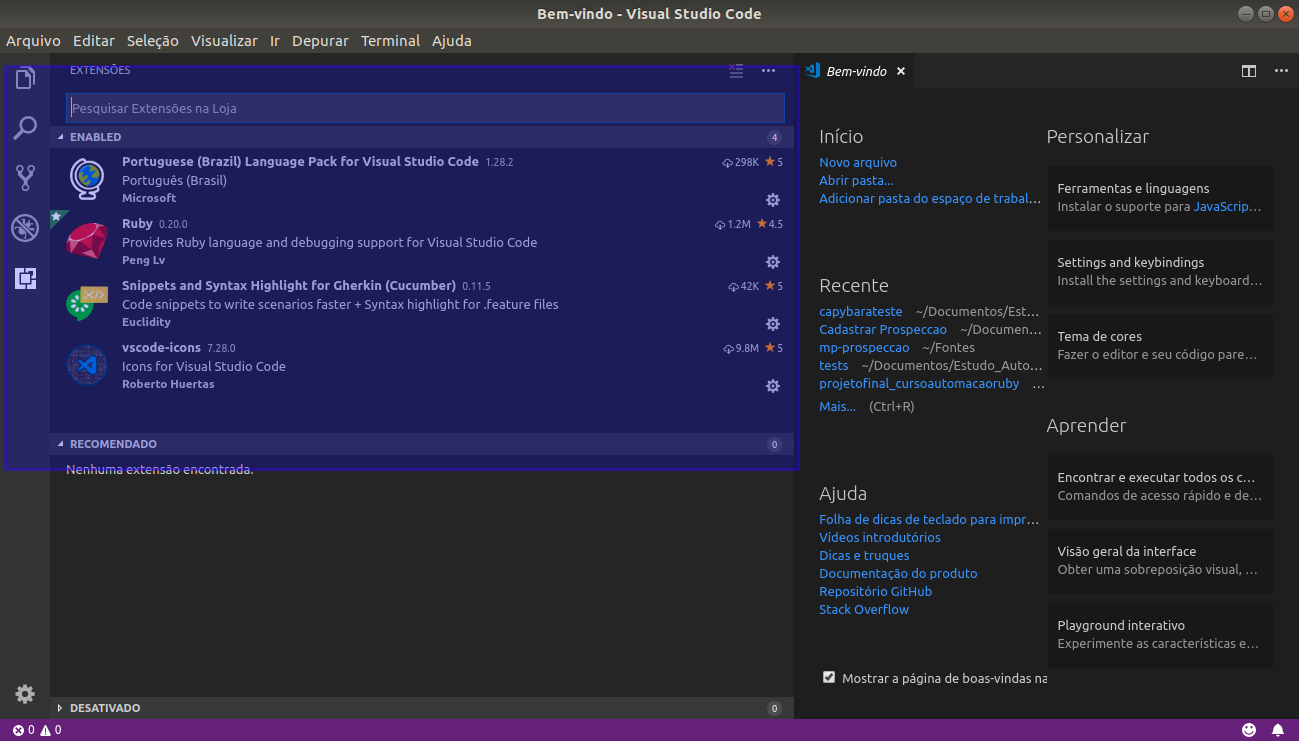 Bem-vindo - Visual Studio Code
Arquivo Editar Seleção Visualizar Ir Depurar Terminal Ajuda
EXTENSÕES
Pesquisar Extensões na Loja
ENABLED 4
Portuguese (Brazil) Language Pack for Visual Studio Code 1.28.2 298K 5
Português (Brasil)
Microsoft
Ruby 0.20.0 1.2M 4.5
Provides Ruby language and debugging support for Visual Studio Code
Peng Lv
Snippets and Syntax Highlight for Gherkin (Cucumber) 0.11.5 42K 5
Code snippets to write scenarios faster + Syntax highlight for .feature files
Euclidity
vscode-icons 7.28.0 9.8M 5
Icons for Visual Studio Code
Roberto Huertas
RECOMENDADO 0
Nenhuma extensão encontrada.
DESATIVADO 0
Bem-vindo
Início
Novo arquivo
Abrir pasta...
Adicionar pasta do espaço de trabal...
Recente
capybarateste ~/Documentos/Est...
Cadastrar Prospeccao ~/Documen...
mp-prospeccao ~/Fontes
tests ~/Documentos/Estudo_Auto...
projetofinal_cursoautomacaoruby ...
Mais... (Ctrl+R)
Ajuda
Folha de dicas de teclado para impr...
Vídeos introdutórios
Dicas e truques
Documentação do produto
Repositório GitHub
Stack Overflow
Mostrar a página de boas-vindas na
Personalizar
Ferramentas e linguagens
Instalar o suporte para JavaScrip...
Settings and keybindings
Install the settings and keyboard...
Tema de cores
Fazer o editor e seu código pare...
Aprender
Encontrar e executar todos os c...
Comandos de acesso rápido e de...
Visão geral da interface
Obter uma sobreposição visual, ...
Playground interativo
Experimente as características e...
0 0